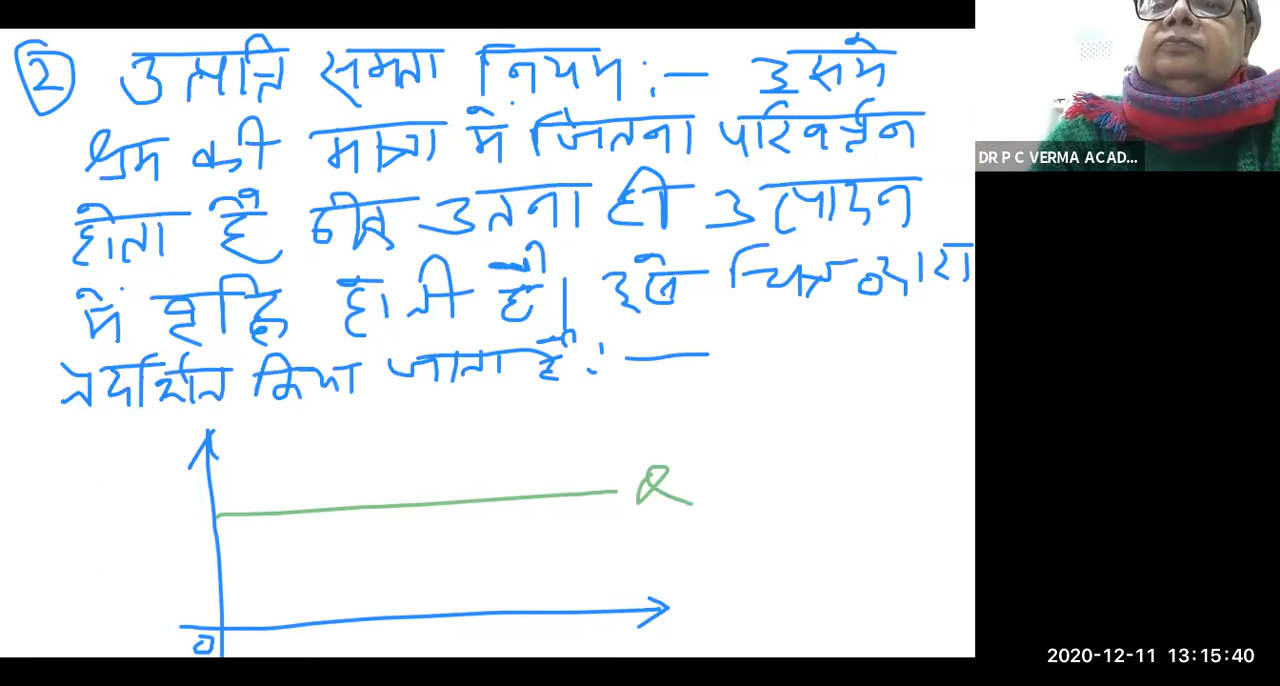 ② उत्पत्ति समता नियम :— इसमें
श्रम की मात्रा में जितना परिवर्तन
होता है ठीक उतना ही उत्पादन
में वृद्धि होती है। इसे चित्र द्वारा
प्रदर्शित किया जाता है :—
Q
0
DR P C VERMA ACAD...
2020-12-11 13:15:40